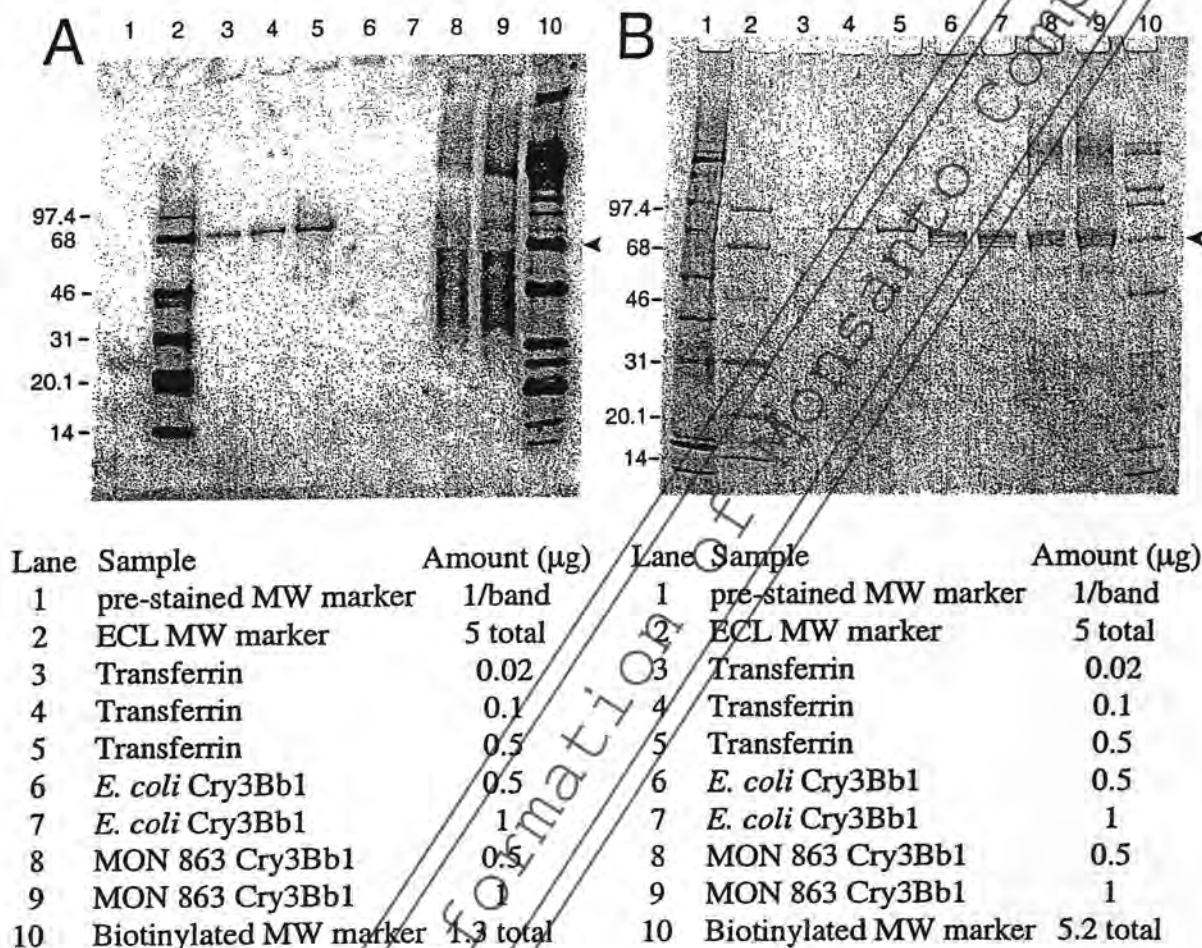 A 1 2 3 4 5 6 7 8 9 10
97.4
68
46
31
20.1
14
B 1 2 3 4 5 6 7 8 9 10
97.4
68
46
31
20.1
14
Lane Sample Amount (µg)
1 pre-stained MW marker 1/band
2 ECL MW marker 5 total
3 Transferrin 0.02
4 Transferrin 0.1
5 Transferrin 0.5
6 E. coli Cry3Bb1 0.5
7 E. coli Cry3Bb1 1
8 MON 863 Cry3Bb1 0.5
9 MON 863 Cry3Bb1 1
10 Biotinylated MW marker 1.3 total
Lane Sample Amount (µg)
1 pre-stained MW marker 1/band
2 ECL MW marker 5 total
3 Transferrin 0.02
4 Transferrin 0.1
5 Transferrin 0.5
6 E. coli Cry3Bb1 0.5
7 E. coli Cry3Bb1 1
8 MON 863 Cry3Bb1 0.5
9 MON 863 Cry3Bb1 1
10 Biotinylated MW marker 5.2 total
formation of Monsanto Comp